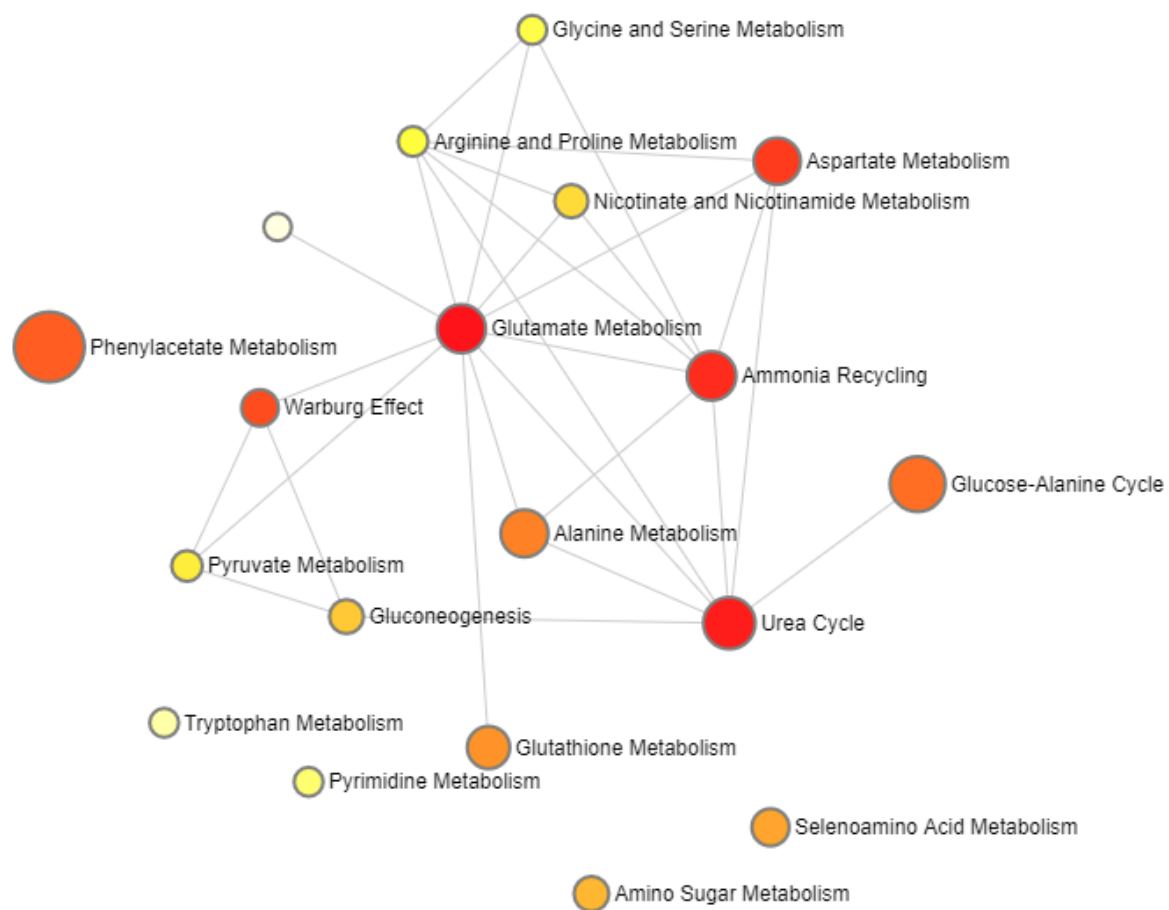 Glycine and Serine Metabolism
Arginine and Proline Metabolism
Aspartate Metabolism
Nicotinate and Nicotinamide Metabolism
Glutamate Metabolism
Phenylacetate Metabolism
Ammonia Recycling
Warburg Effect
Glucose-Alanine Cycle
Alanine Metabolism
Pyruvate Metabolism
Gluconeogenesis
Urea Cycle
Tryptophan Metabolism
Glutathione Metabolism
Pyrimidine Metabolism
Selenoamino Acid Metabolism
Amino Sugar Metabolism